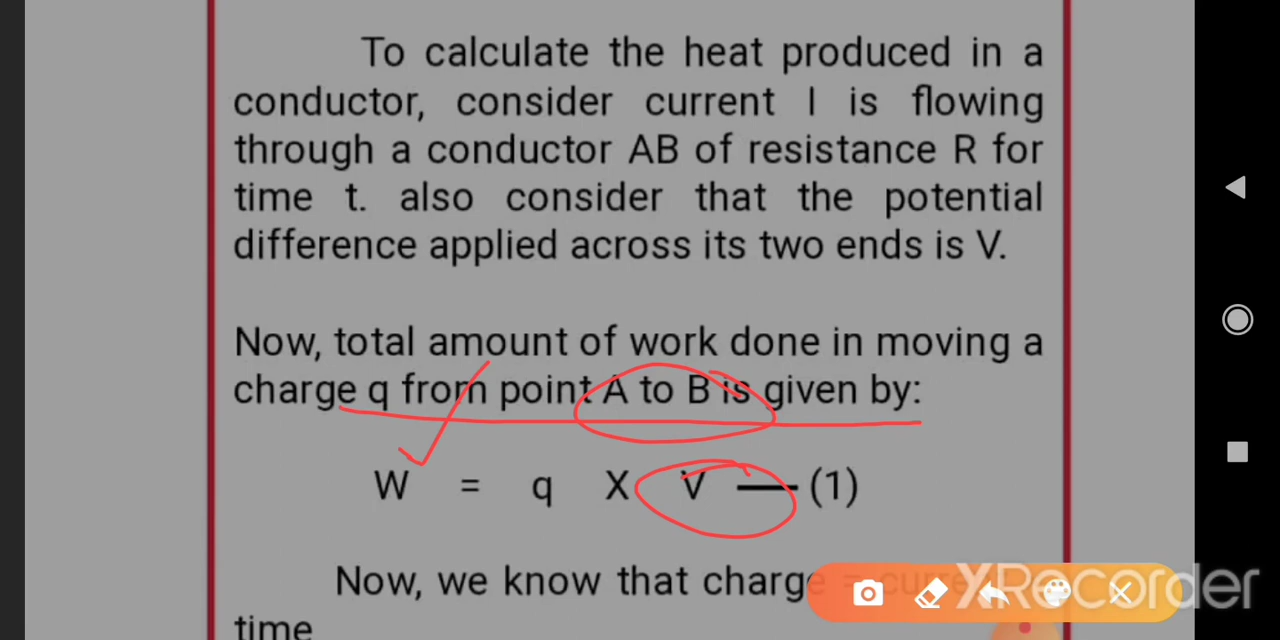 To calculate the heat produced in a
conductor, consider current I is flowing
through a conductor AB of resistance R for
time t. also consider that the potential
difference applied across its two ends is V.
Now, total amount of work done in moving a
charge q from point A to B is given by:
W = q X V — (1)
Now, we know that charge = curre
time
XRecorder